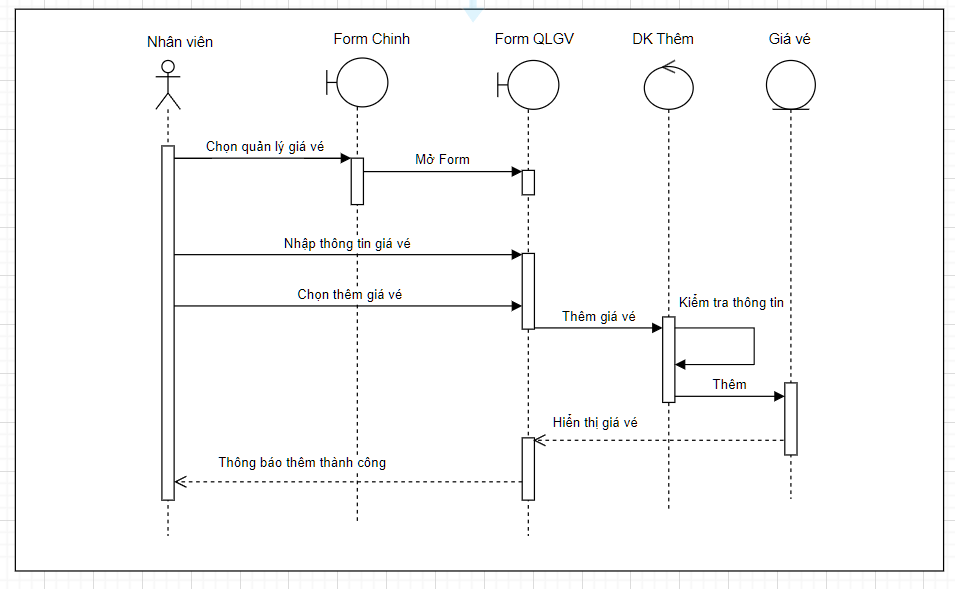 Nhân viên
Form Chinh
Form QLGV
DK Thêm
Giá vé
Chọn quản lý giá vé
Mở Form
Nhập thông tin giá vé
Chọn thêm giá vé
Thêm giá vé
Kiểm tra thông tin
Thêm
Hiển thị giá vé
Thông báo thêm thành công